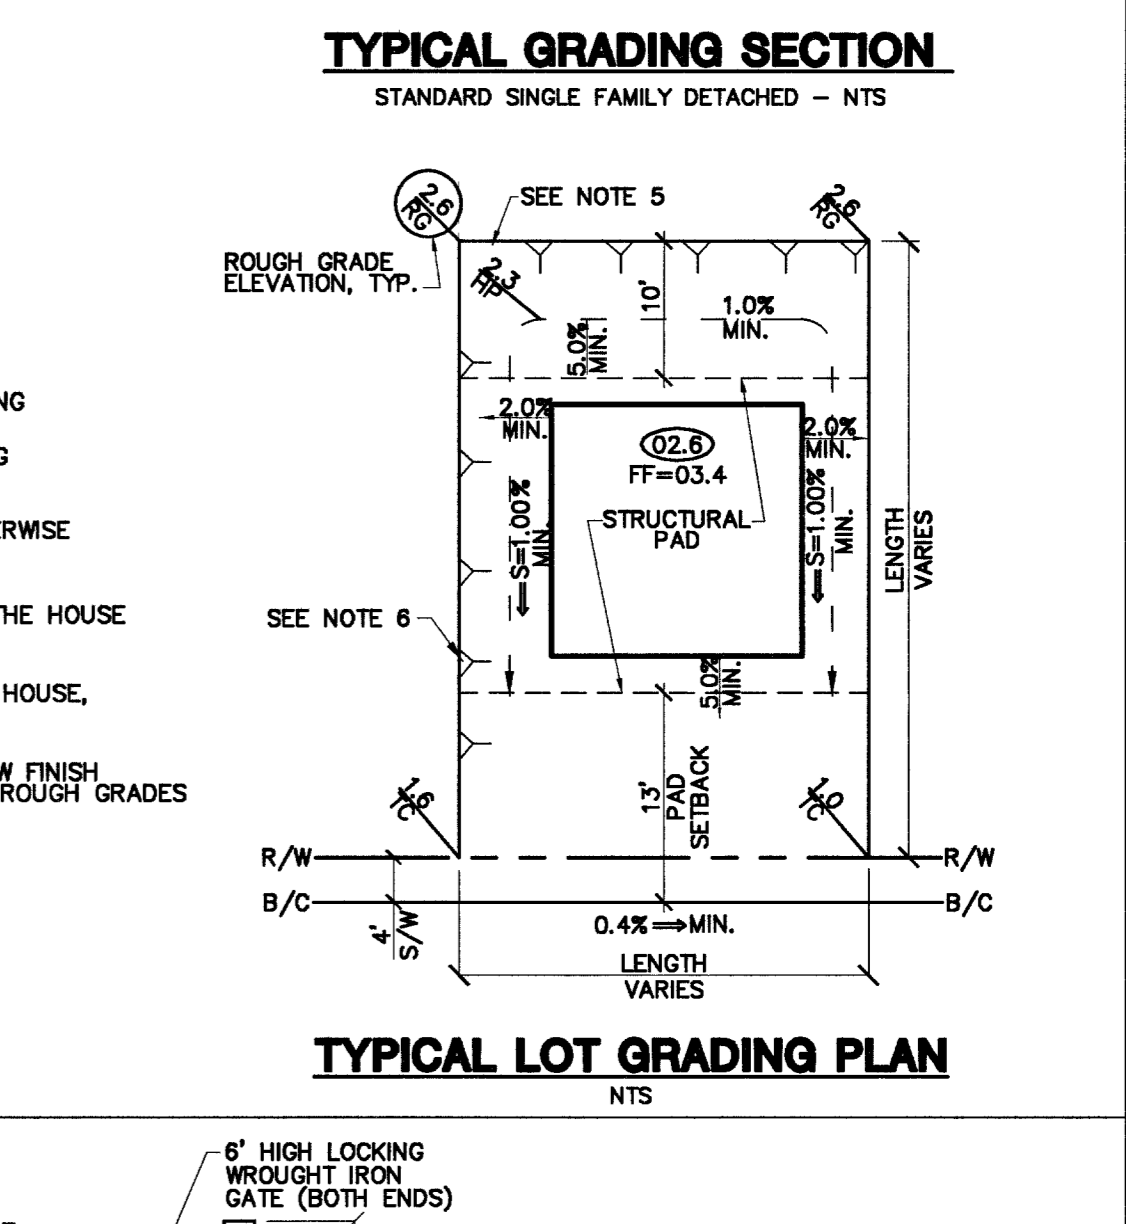 TYPICAL GRADING SECTION
STANDARD SINGLE FAMILY DETACHED – NTS
2.6
RG
SEE NOTE 5
2.6
RG
ROUGH GRADE
ELEVATION, TYP.
2.3
HP
10'
1.0%
MIN.
5.0%
MIN.
NG
2.0%
MIN.
02.6
FF=03.4
2.0%
MIN.
G
STRUCTURAL
PAD
S=1.00%
MIN.
S=1.00%
MIN.
LENGTH
VARIES
ERWISE
THE HOUSE
SEE NOTE 6
HOUSE,
5.0%
MIN.
W FINISH
ROUGH GRADES
1.6
TC
13'
PAD
SETBACK
1.0
TC
R/W
R/W
B/C
B/C
4'
S/W
0.4% ⇒ MIN.
LENGTH
VARIES
TYPICAL LOT GRADING PLAN
NTS
6' HIGH LOCKING
WROUGHT IRON
GATE (BOTH ENDS)